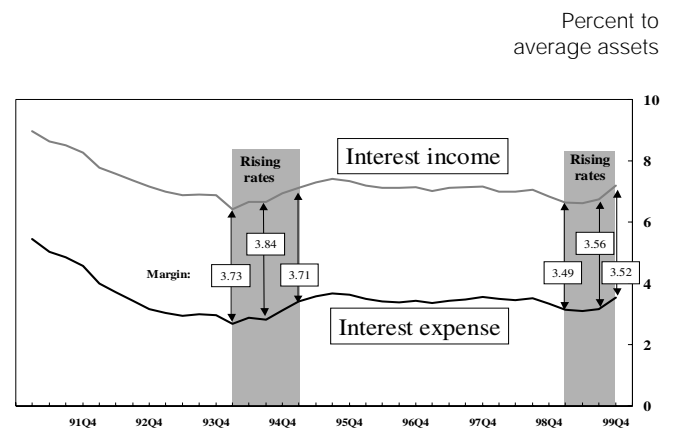 Percent to
average assets
10
Rising
rates
Interest income
Rising
rates
8
6
3.84
3.56
Margin:
3.73
3.71
3.49
3.52
4
Interest expense
2
0
91Q4
92Q4
93Q4
94Q4
95Q4
96Q4
97Q4
98Q4
99Q4